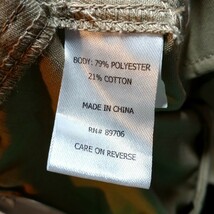 BODY: 79% POLYESTER
21% COTTON
MADE IN CHINA
RN# 89706
CARE ON REVERSE